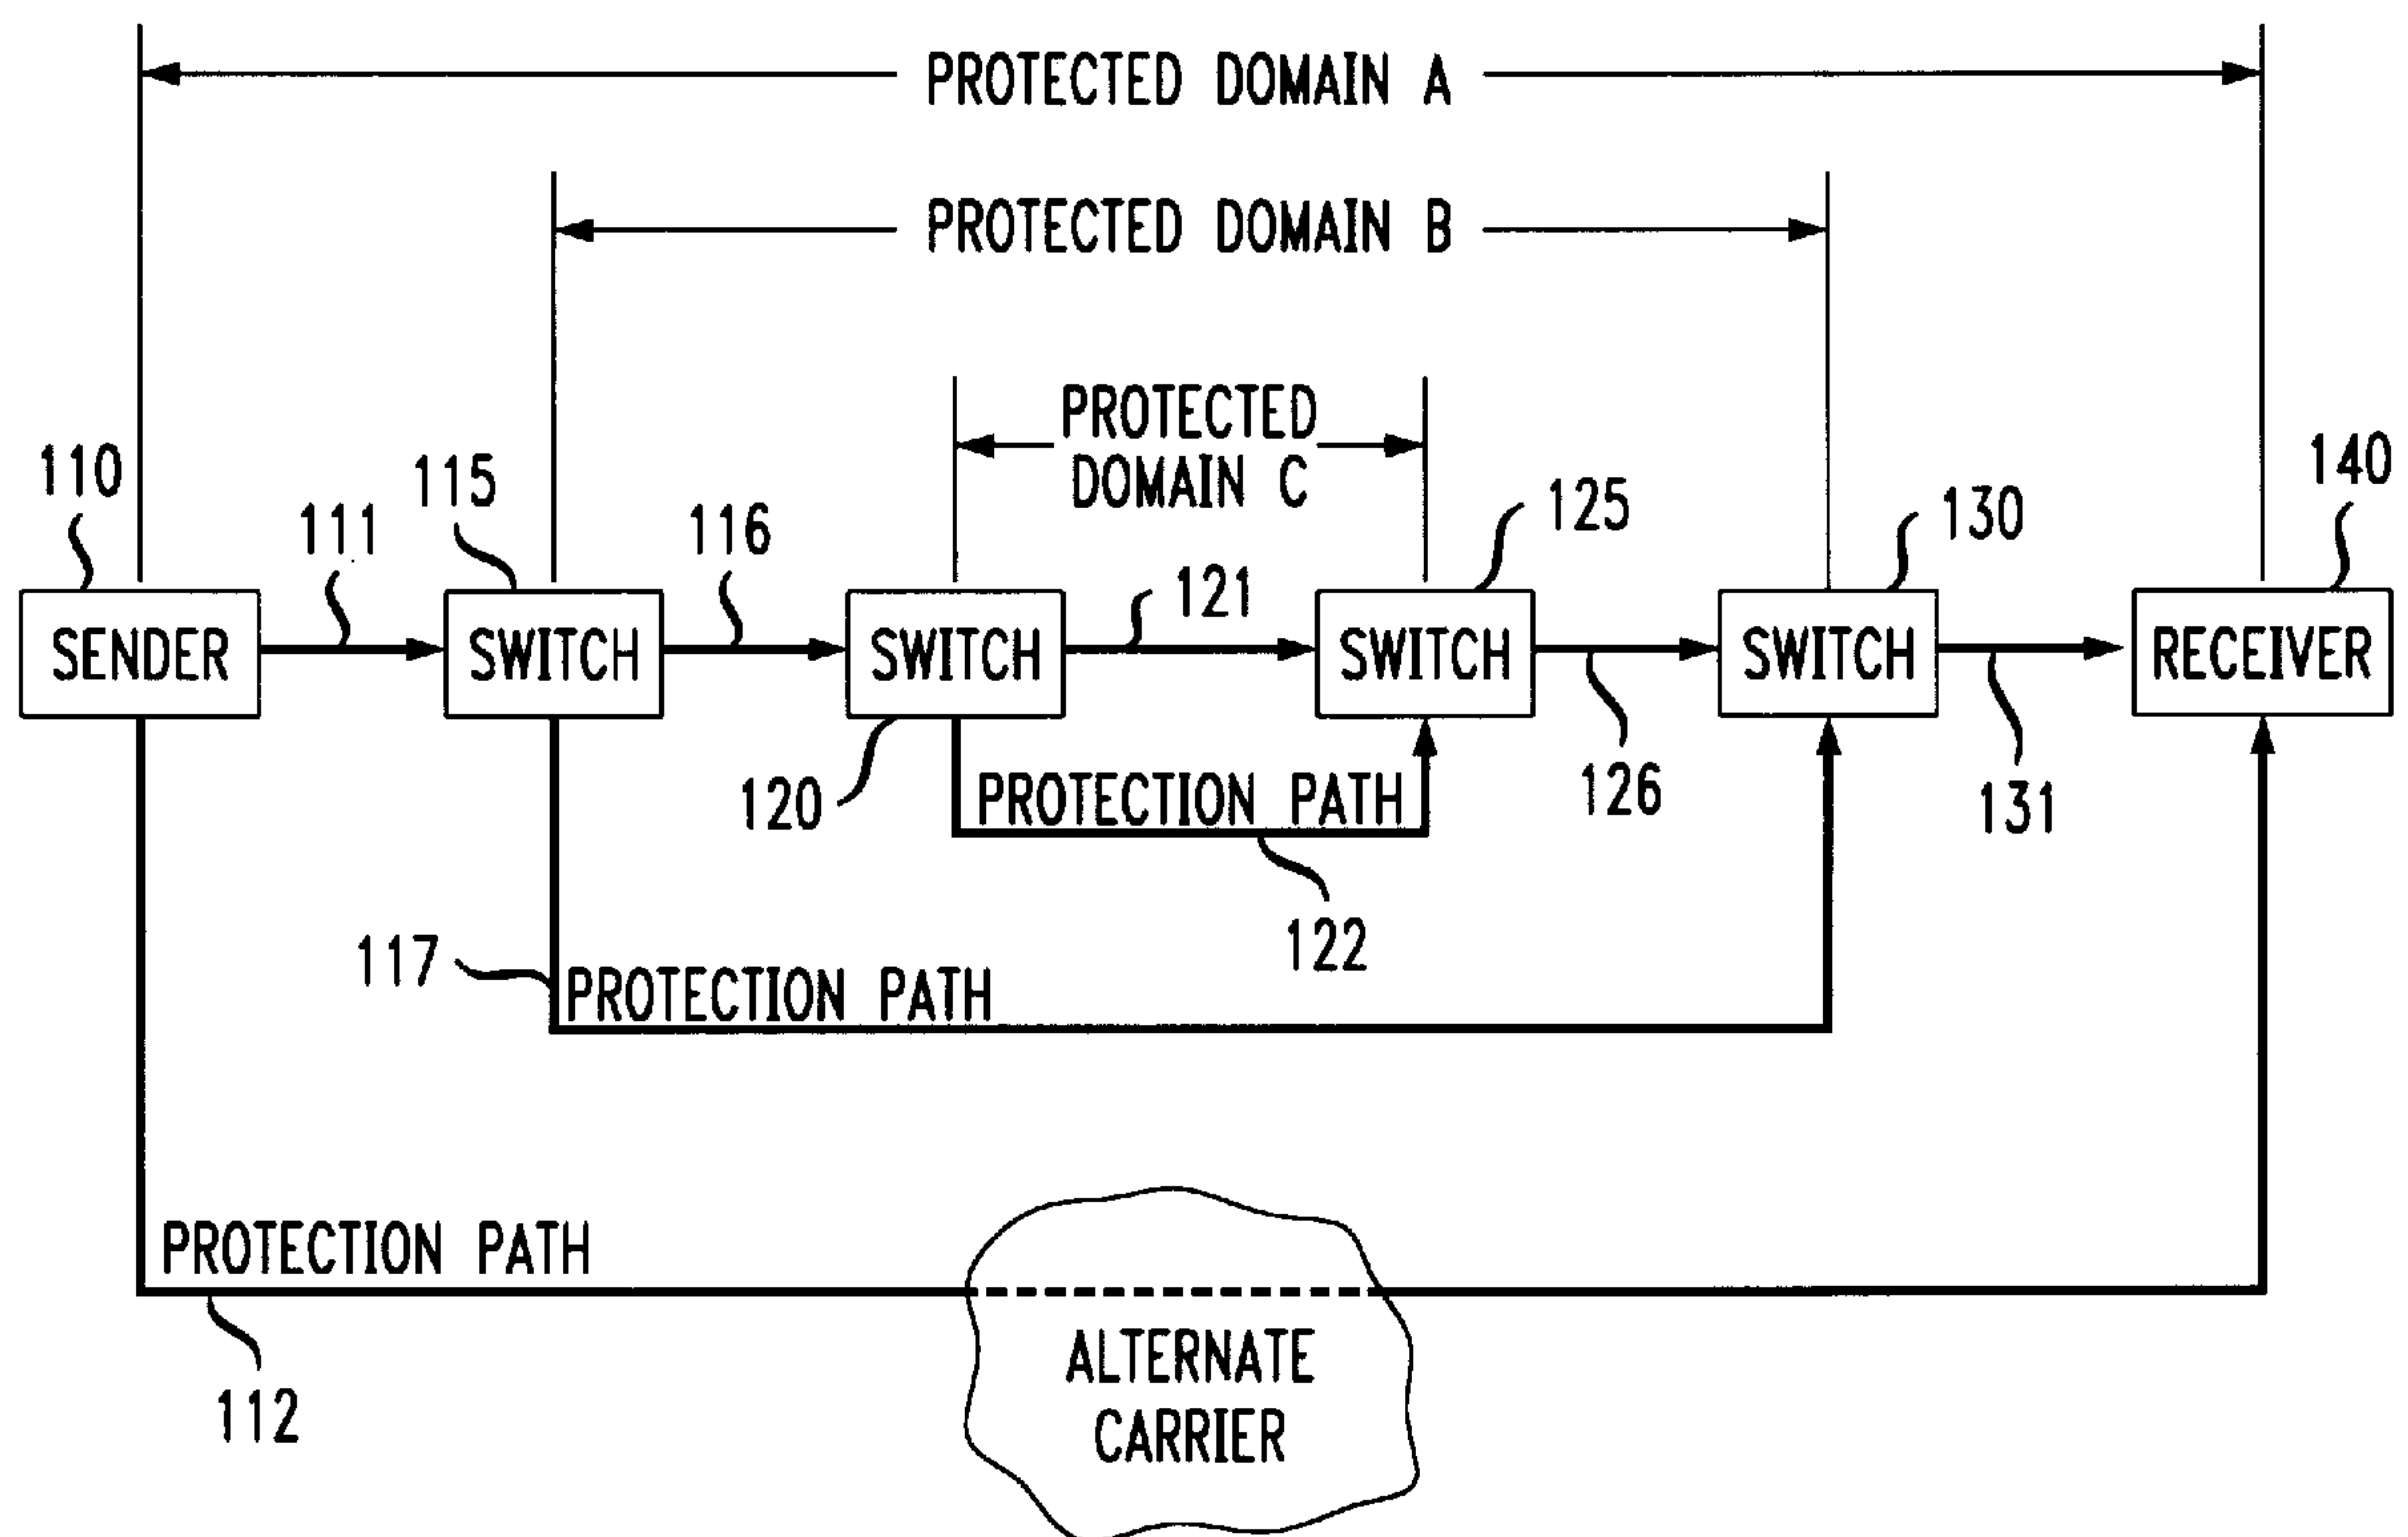 PROTECTED DOMAIN A
PROTECTED DOMAIN B
PROTECTED
DOMAIN C
110
111
115
116
121
125
130
140
SENDER
SWITCH
SWITCH
SWITCH
SWITCH
RECEIVER
120
PROTECTION PATH
126
131
122
117
PROTECTION PATH
PROTECTION PATH
112
ALTERNATE
CARRIER